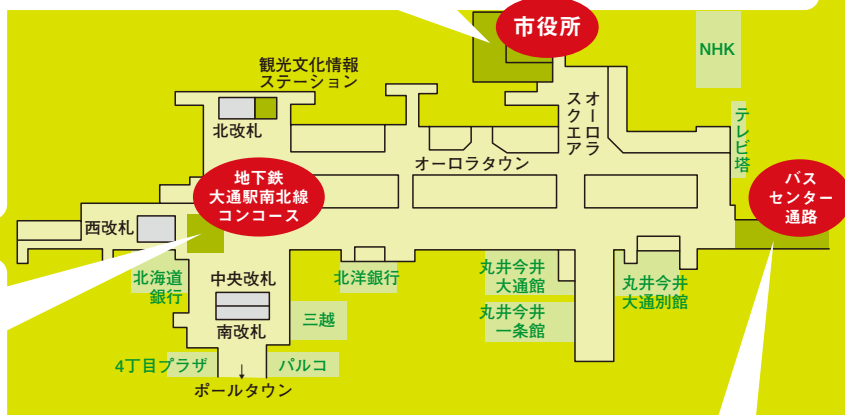 市役所
NHK
観光文化情報
ステーション
北改札
オーロラ
スクエア
テレビ塔
オーロラタウン
地下鉄
大通駅南北線
コンコース
バス
センター
通路
西改札
北海道
銀行
中央改札
南改札
北洋銀行
丸井今井
大通館
丸井今井
大通別館
丸井今井
一条館
三越
4丁目プラザ
パルコ
↓
ポールタウン